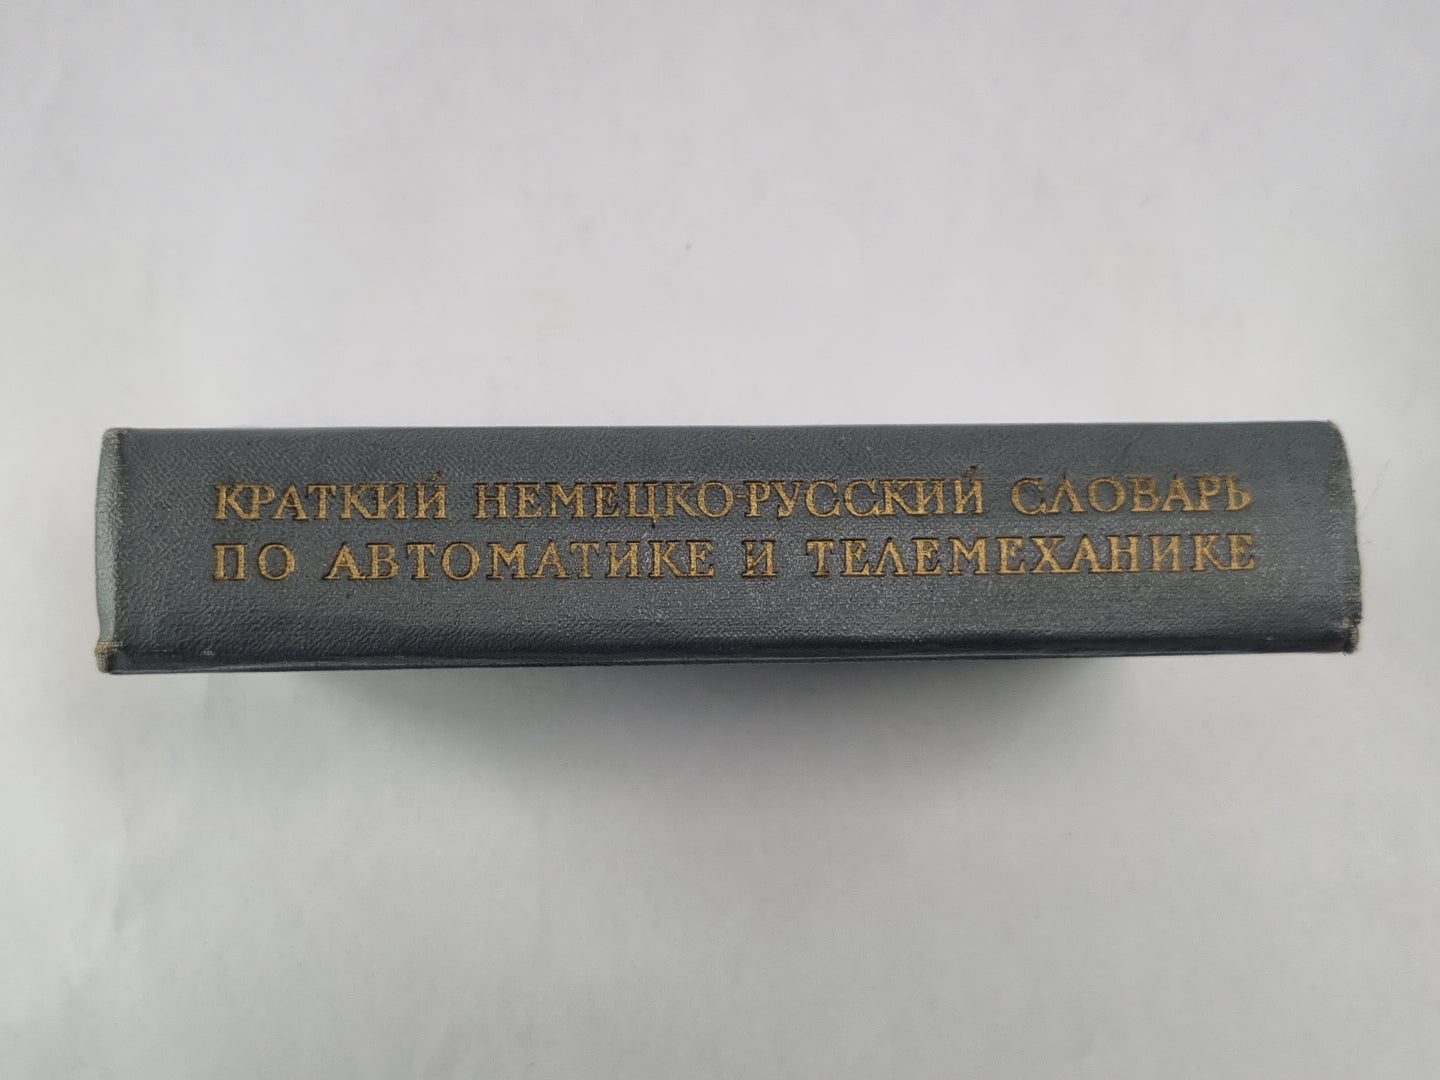 КРАТКИЙ НЕМЕЦКО-РУССКИЙ СЛОВАРЬ
ПО АВТОМАТИКЕ И ТЕЛЕМЕХАНИКЕ